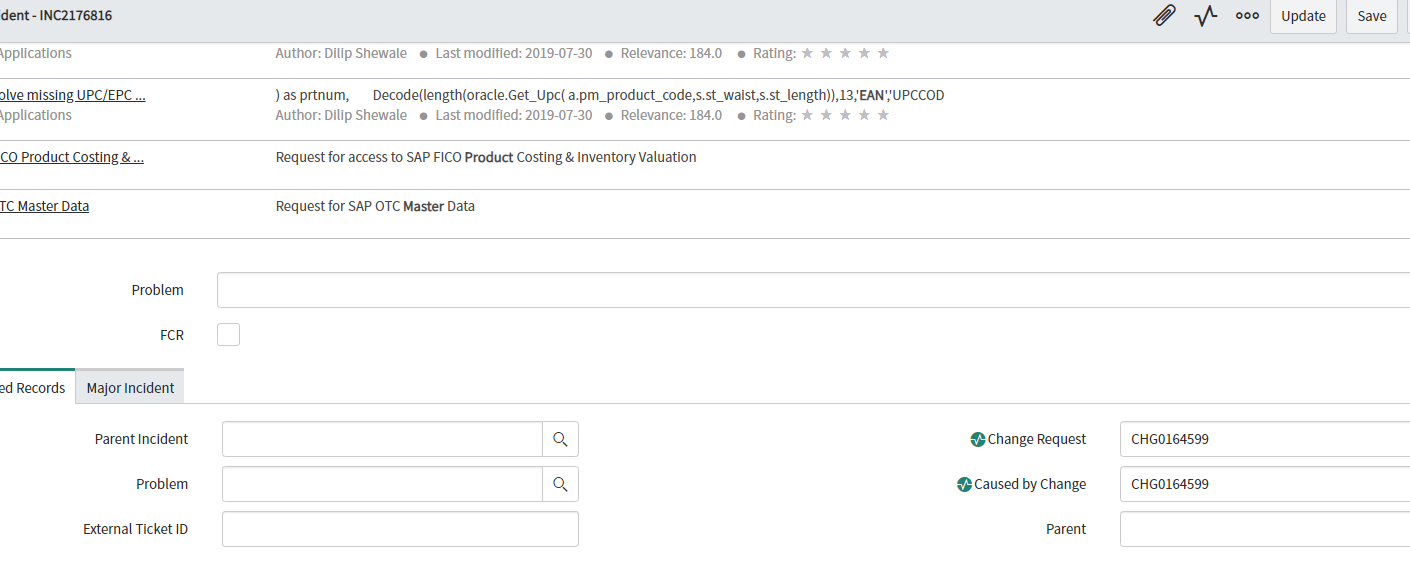 ident - INC2176816
Update
Save
Applications
Author: Dilip Shewale ● Last modified: 2019-07-30 ● Relevance: 184.0 ● Rating: ★ ★ ★ ★ ★
olve missing UPC/EPC ...
) as prtnum, Decode(length(oracle.Get_Upc( a.pm_product_code,s.st_waist,s.st_length)),13,'EAN','UPCCOD
Applications
Author: Dilip Shewale ● Last modified: 2019-07-30 ● Relevance: 184.0 ● Rating: ★ ★ ★ ★ ★
CO Product Costing & ...
Request for access to SAP FICO Product Costing & Inventory Valuation
TC Master Data
Request for SAP OTC Master Data
Problem
FCR
ed Records
Major Incident
Parent Incident
Change Request
CHG0164599
Problem
Caused by Change
CHG0164599
External Ticket ID
Parent